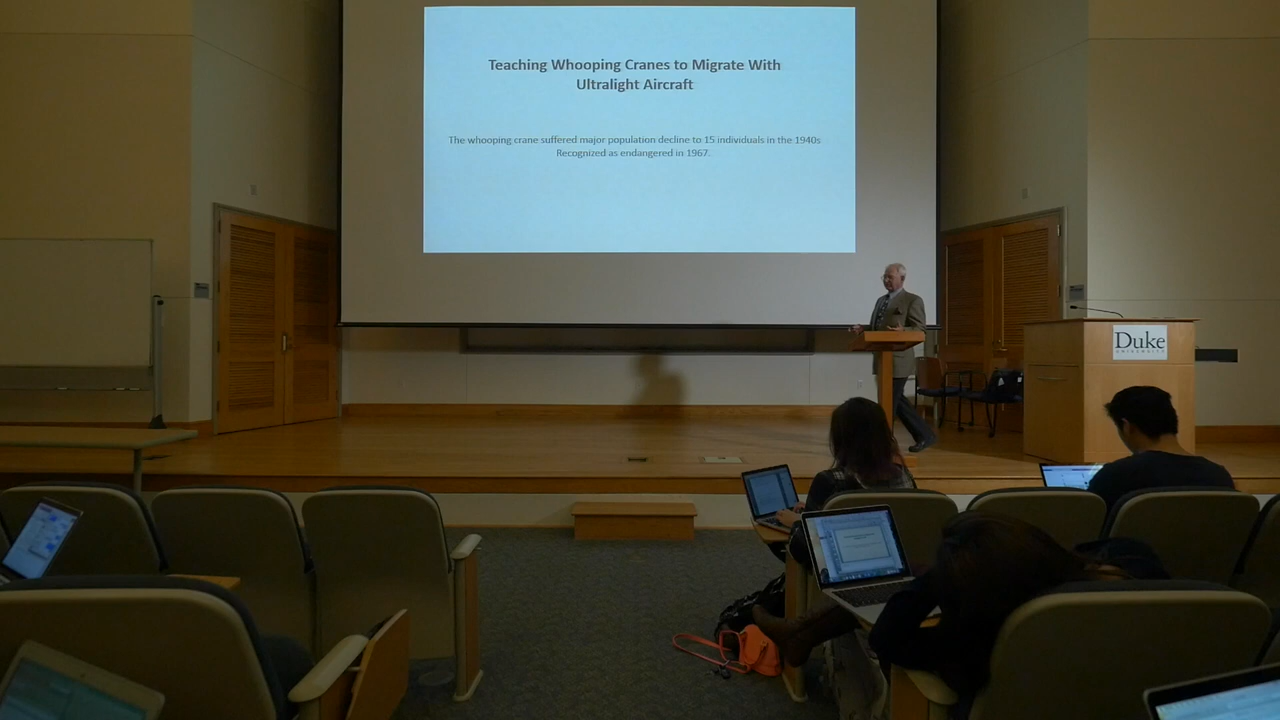 Teaching Whooping Cranes to Migrate With
Ultralight Aircraft
The whooping crane suffered major population decline to 15 individuals in the 1940s
Recognized as endangered in 1967.
Duke
UNIVERSITY